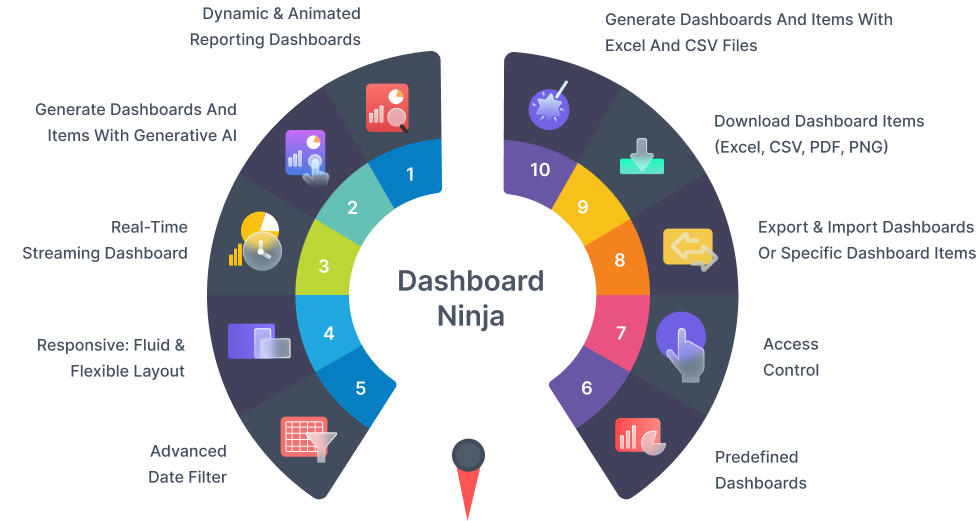 Dynamic & Animated
Reporting Dashboards
Generate Dashboards And
Items With Generative AI
Real-Time
Streaming Dashboard
Responsive: Fluid &
Flexible Layout
Advanced
Date Filter
1
2
3
4
5
Dashboard
Ninja
10
9
8
7
6
Generate Dashboards And Items With
Excel And CSV Files
Download Dashboard Items
(Excel, CSV, PDF, PNG)
Export & Import Dashboards
Or Specific Dashboard Items
Access
Control
Predefined
Dashboards